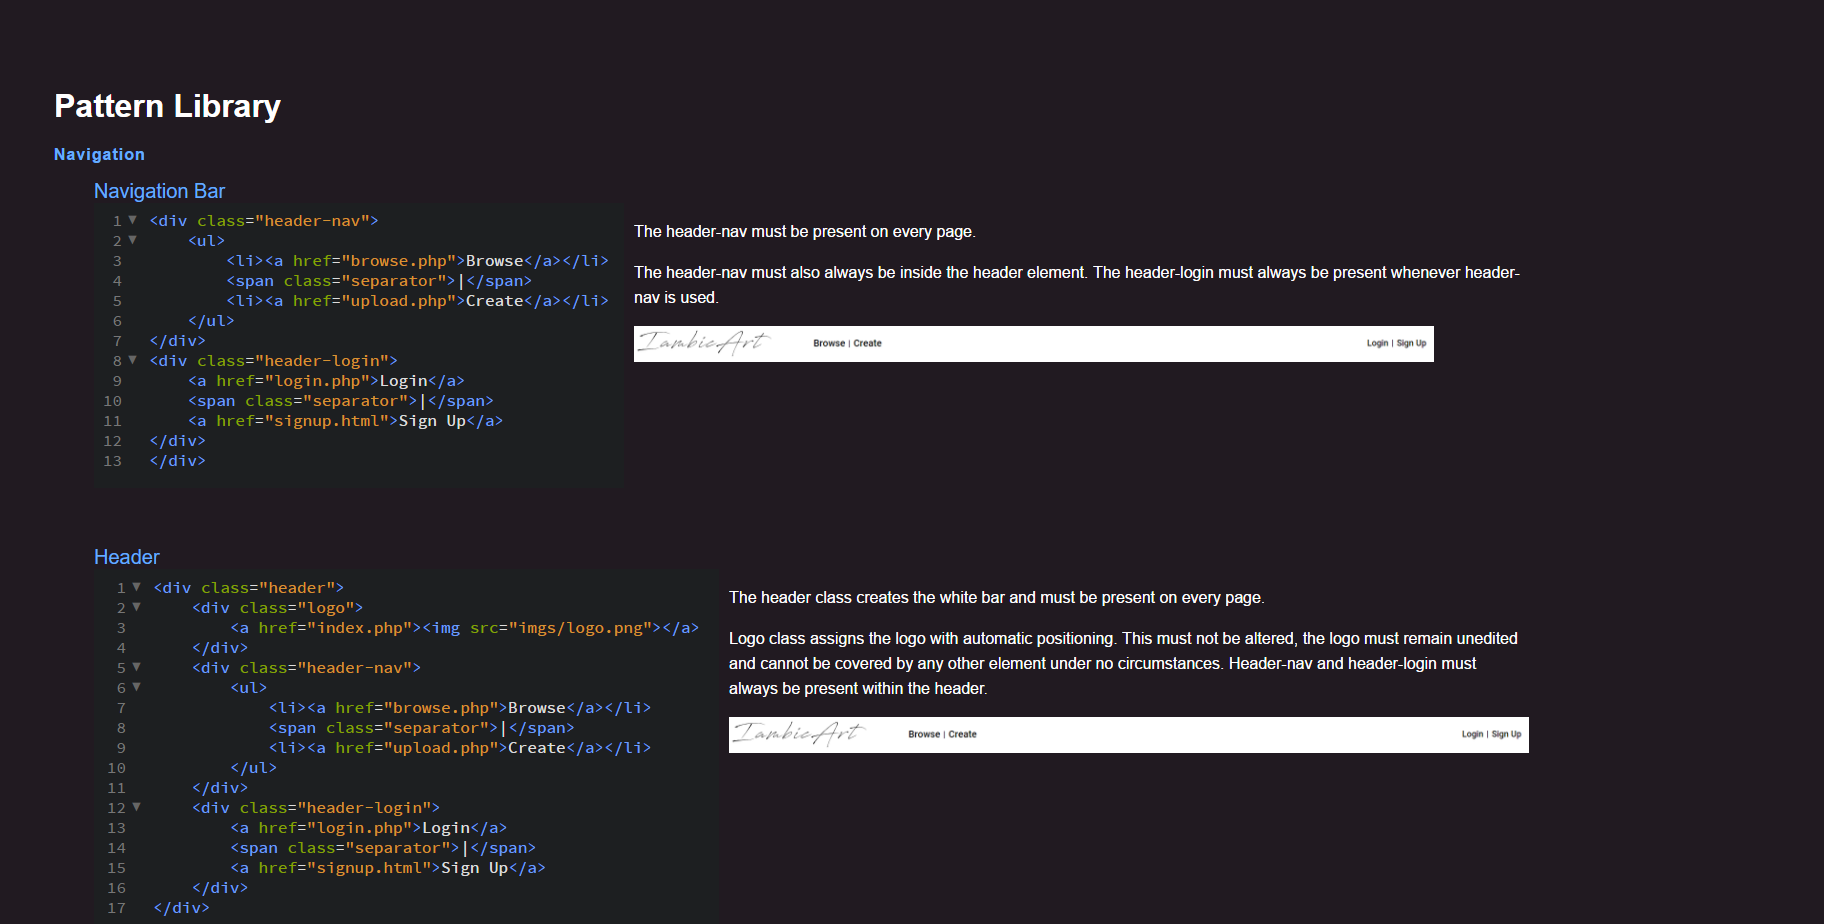 Pattern Library
Navigation
Navigation Bar
1 <div class="header-nav">
2     <ul>
3         <li><a href="browse.php">Browse</a></li>
4         <span class="separator">|</span>
5         <li><a href="upload.php">Create</a></li>
6     </ul>
7 </div>
8 <div class="header-login">
9     <a href="login.php">Login</a>
10     <span class="separator">|</span>
11     <a href="signup.html">Sign Up</a>
12 </div>
13 </div>
The header-nav must be present on every page.
The header-nav must also always be inside the header element. The header-login must always be present whenever header-
nav is used.
IambicArt Browse | Create Login | Sign Up
Header
1 <div class="header">
2     <div class="logo">
3         <a href="index.php"><img src="imgs/logo.png"></a>
4     </div>
5     <div class="header-nav">
6         <ul>
7             <li><a href="browse.php">Browse</a></li>
8             <span class="separator">|</span>
9             <li><a href="upload.php">Create</a></li>
10         </ul>
11     </div>
12     <div class="header-login">
13         <a href="login.php">Login</a>
14         <span class="separator">|</span>
15         <a href="signup.html">Sign Up</a>
16     </div>
17 </div>
The header class creates the white bar and must be present on every page.
Logo class assigns the logo with automatic positioning. This must not be altered, the logo must remain unedited
and cannot be covered by any other element under no circumstances. Header-nav and header-login must
always be present within the header.
IambicArt Browse | Create Login | Sign Up